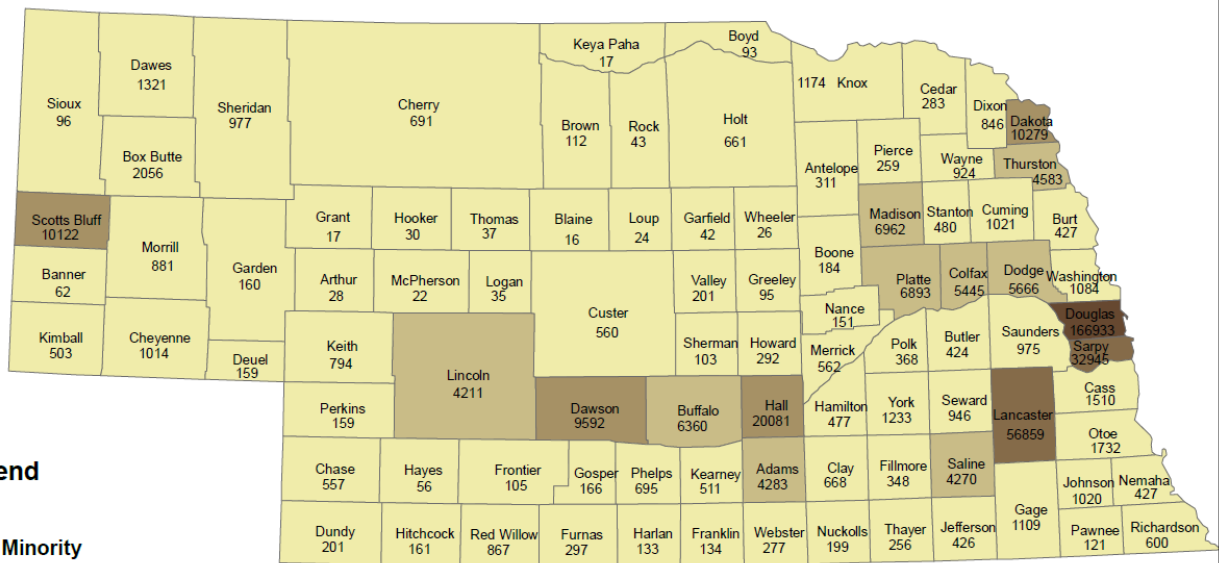 Keya Paha
17
Boyd
93
Dawes
1321
Sioux
96
Sheridan
977
Cherry
691
1174 Knox
Cedar
283
Dixon
846
Dakota
10279
Box Butte
2056
Brown
112
Rock
43
Holt
661
Antelope
311
Pierce
259
Wayne
924
Thurston
4583
Scotts Bluff
10122
Morrill
881
Garden
160
Grant
17
Hooker
30
Thomas
37
Blaine
16
Loup
24
Garfield
42
Wheeler
26
Boone
184
Madison
6962
Stanton
480
Cuming
1021
Burt
427
Banner
62
Arthur
28
McPherson
22
Logan
35
Custer
560
Valley
201
Greeley
95
Nance
151
Platte
6893
Colfax
5445
Dodge
5666
Washington
1084
Kimball
503
Cheyenne
1014
Deuel
159
Keith
794
Lincoln
4211
Sherman
103
Howard
292
Merrick
562
Polk
368
Butler
424
Saunders
975
Douglas
166933
Sarpy
32945
Perkins
159
Dawson
9592
Buffalo
6360
Hall
20081
Hamilton
477
York
1233
Seward
946
Lancaster
56859
Cass
1510
Otoe
1732
end
Chase
557
Hayes
56
Frontier
105
Gosper
166
Phelps
695
Kearney
511
Adams
4283
Clay
668
Fillmore
348
Saline
4270
Gage
1109
Johnson
1020
Nemaha
427
Minority
Dundy
201
Hitchcock
161
Red Willow
867
Furnas
297
Harlan
133
Franklin
134
Webster
277
Nuckolls
199
Thayer
256
Jefferson
426
Pawnee
121
Richardson
600